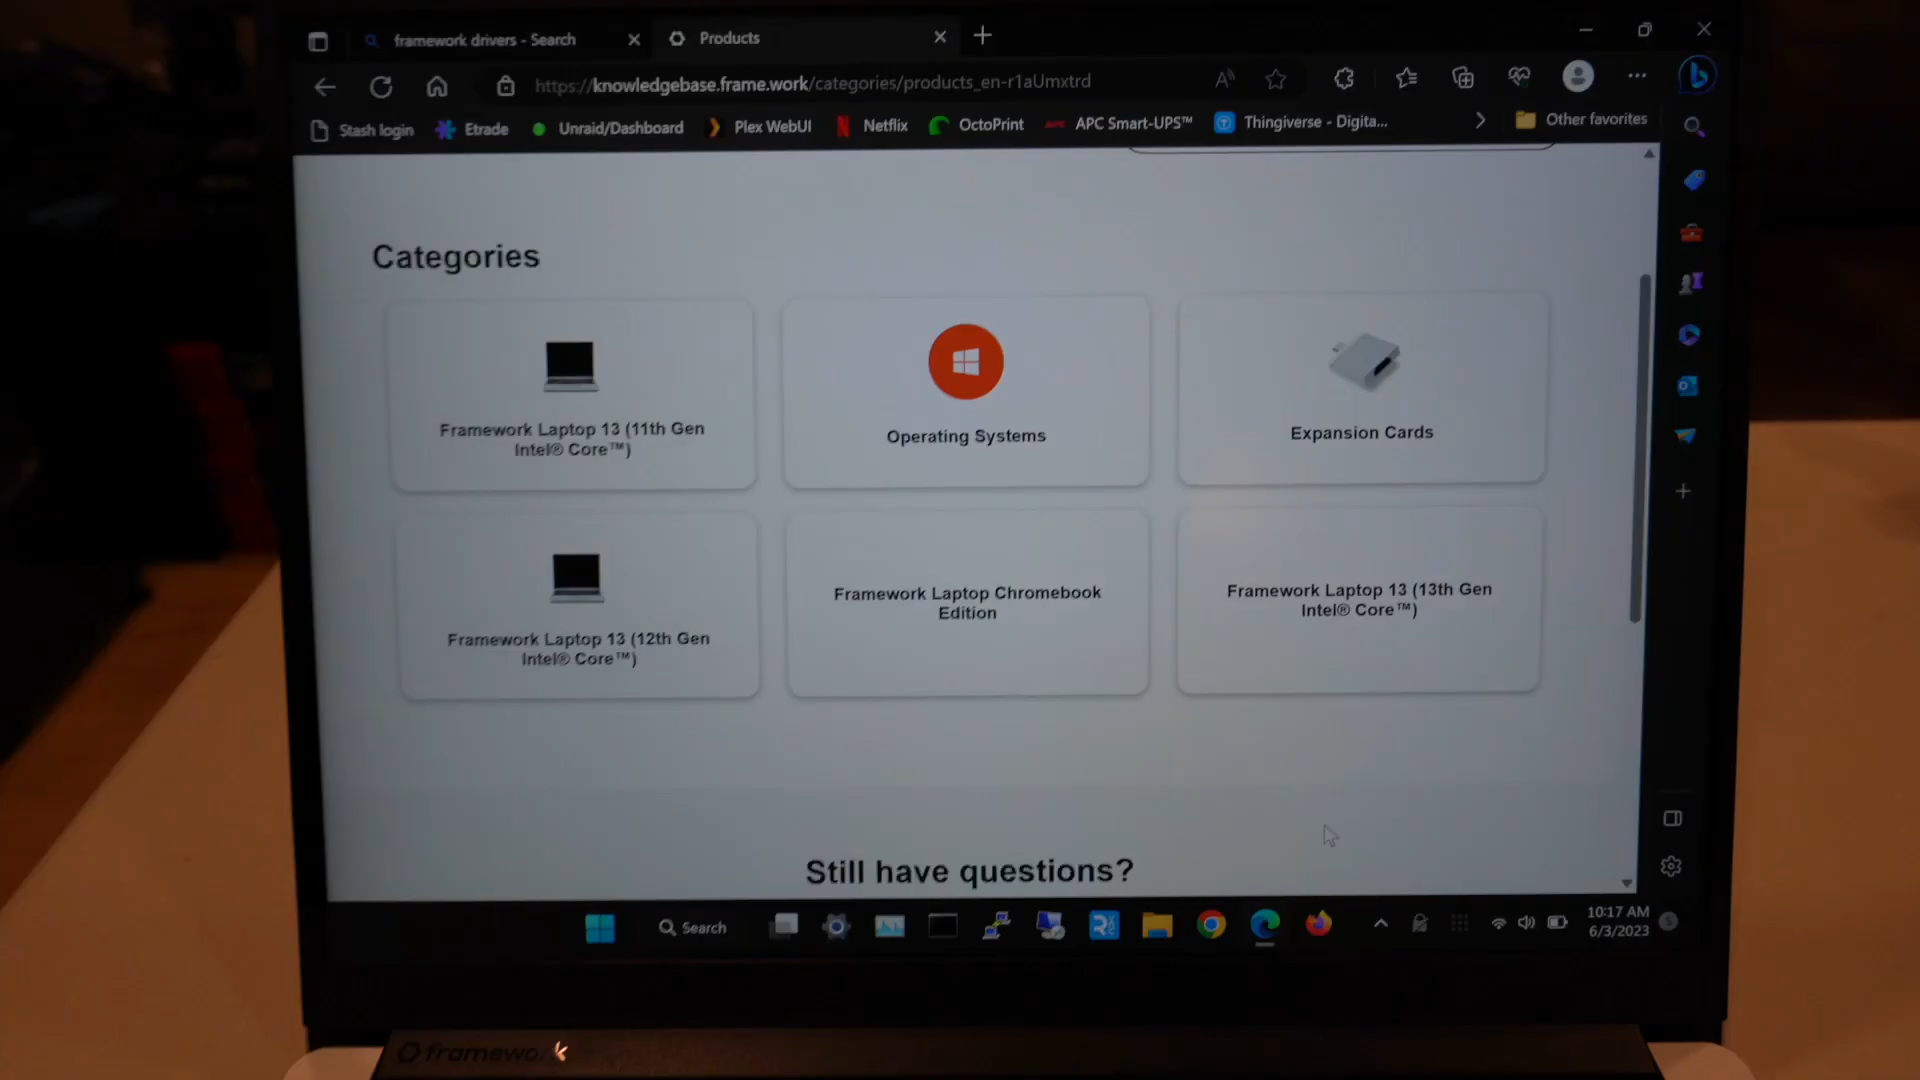 framework drivers - Search
Products
https://knowledgebase.frame.work/categories/products_en-r1aUmxtrd
Stash login
Etrade
Unraid/Dashboard
Plex WebUI
Netflix
OctoPrint
APC Smart-UPS™
Thingiverse - Digita...
Other favorites
Categories
Framework Laptop 13 (11th Gen
Intel® Core™)
Operating Systems
Expansion Cards
Framework Laptop 13 (12th Gen
Intel® Core™)
Framework Laptop Chromebook
Edition
Framework Laptop 13 (13th Gen
Intel® Core™)
Still have questions?
Search
10:17 AM
6/3/2023
framework